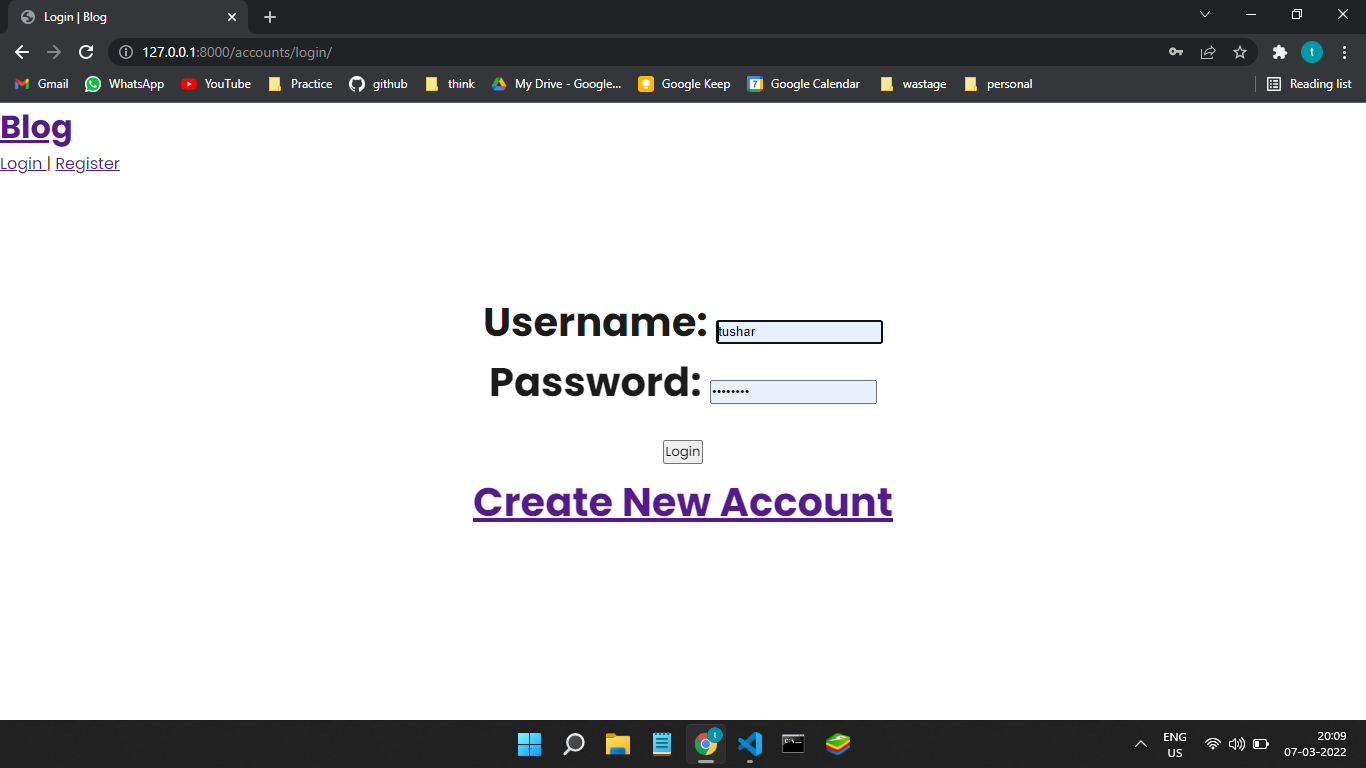 Login | Blog
127.0.0.1:8000/accounts/login/
t
Gmail WhatsApp YouTube Practice github think My Drive - Google... Google Keep 7 Google Calendar wastage personal Reading list
Blog
Login | Register
Username: tushar
Password: ••••••••
Login
Create New Account
t
ENG 20:09
US 07-03-2022